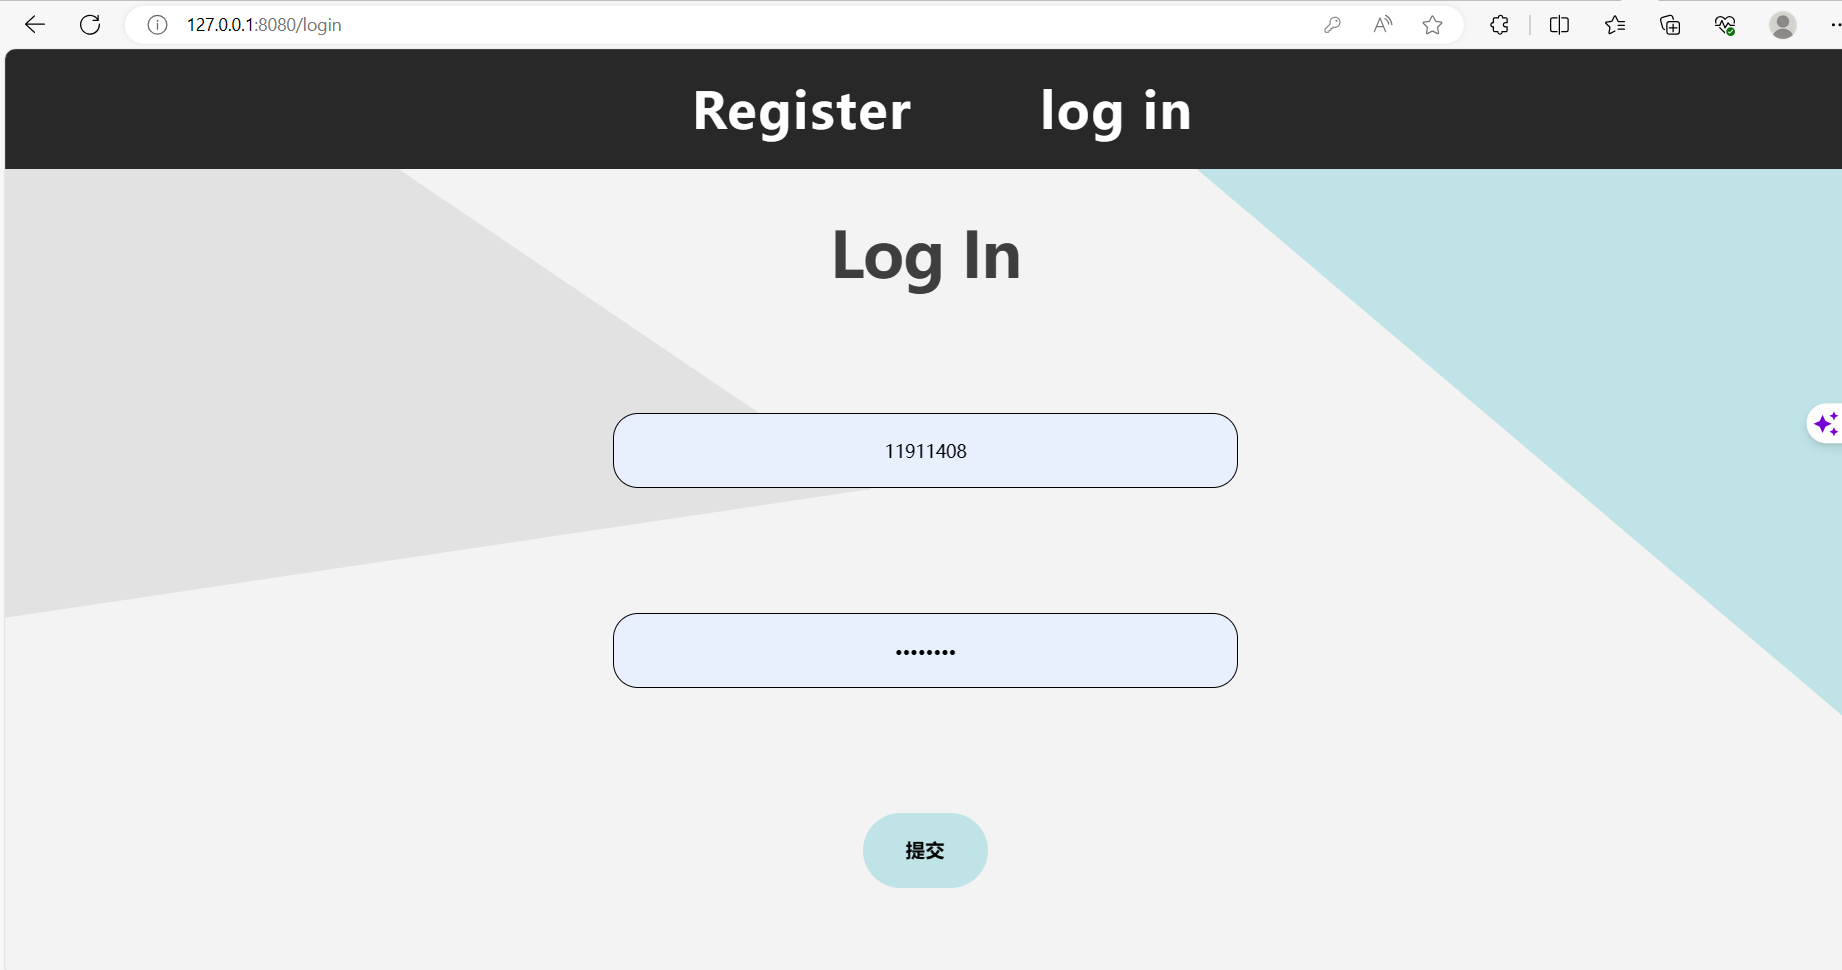 127.0.0.1:8080/login
Register log in
Log In
11911408
••••••••
提交